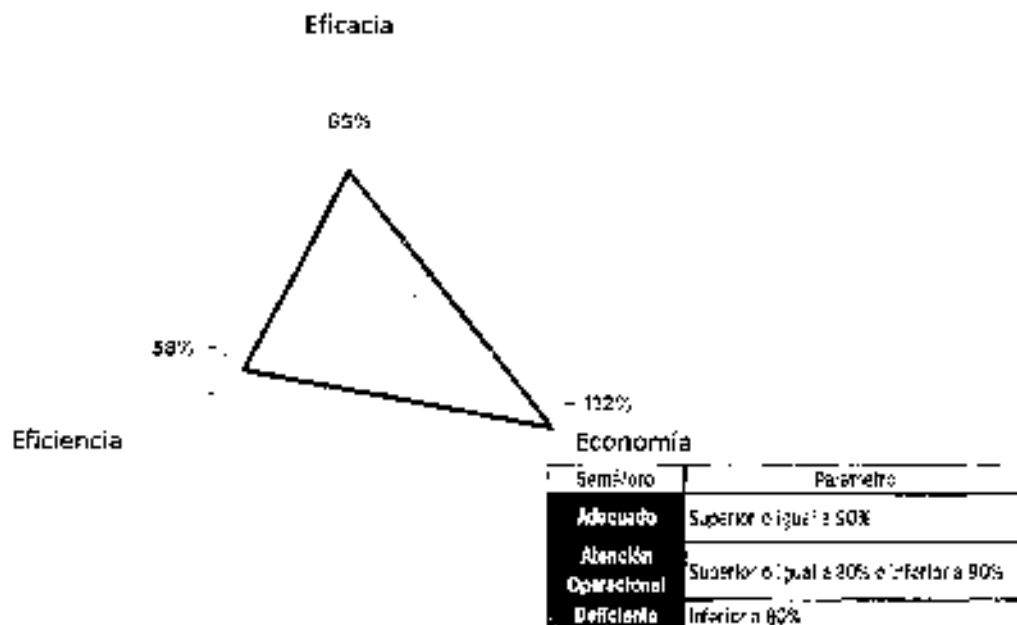 Eficacia
65%
58%
112%
Eficiencia
Economía
Semáforo Parametro
Adecuado Superior o igual a 90%
Atención
Operacional Superior o igual a 80% e inferior a 90%
Deficiente Inferior a 80%